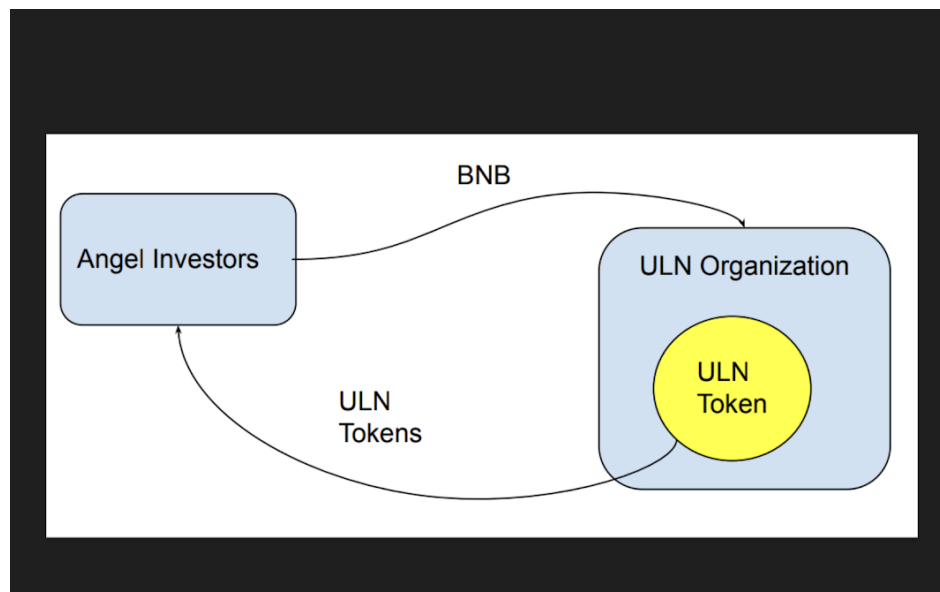 BNB
Angel Investors
ULN Organization
ULN
Token
ULN
Tokens